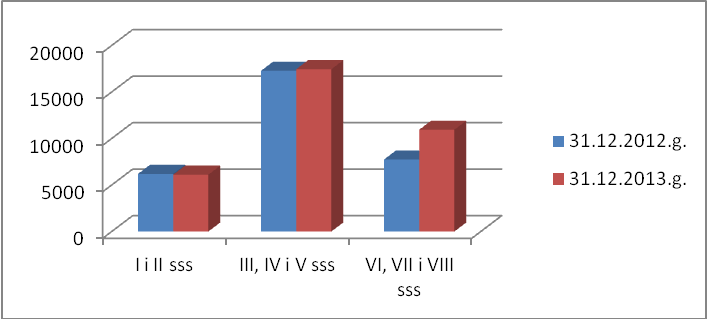 20000
15000
10000
5000
0
I i II sss
III, IV i V sss
VI, VII i VIII
sss
31.12.2012.g.
31.12.2013.g.